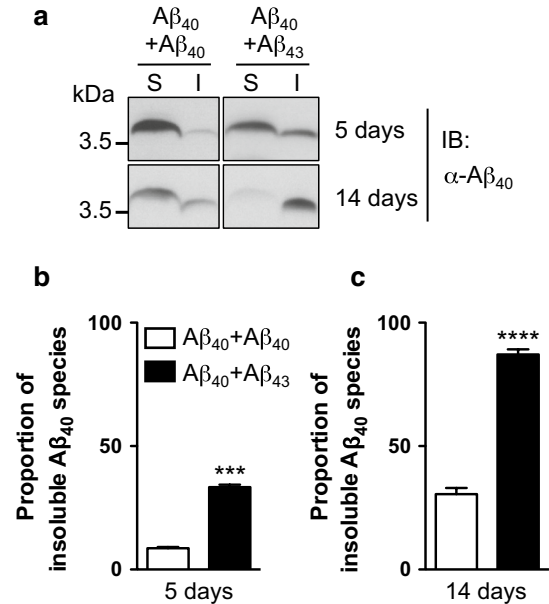 a
Aβ40 Aβ40
+Aβ40 +Aβ43
S I S I
kDa
3.5 5 days
3.5 14 days
IB:
α-Aβ40
b
Proportion of
insoluble Aβ40 species
100
50
0
Aβ40+Aβ40
Aβ40+Aβ43
***
5 days
c
Proportion of
insoluble Aβ40 species
100
50
0
****
14 days